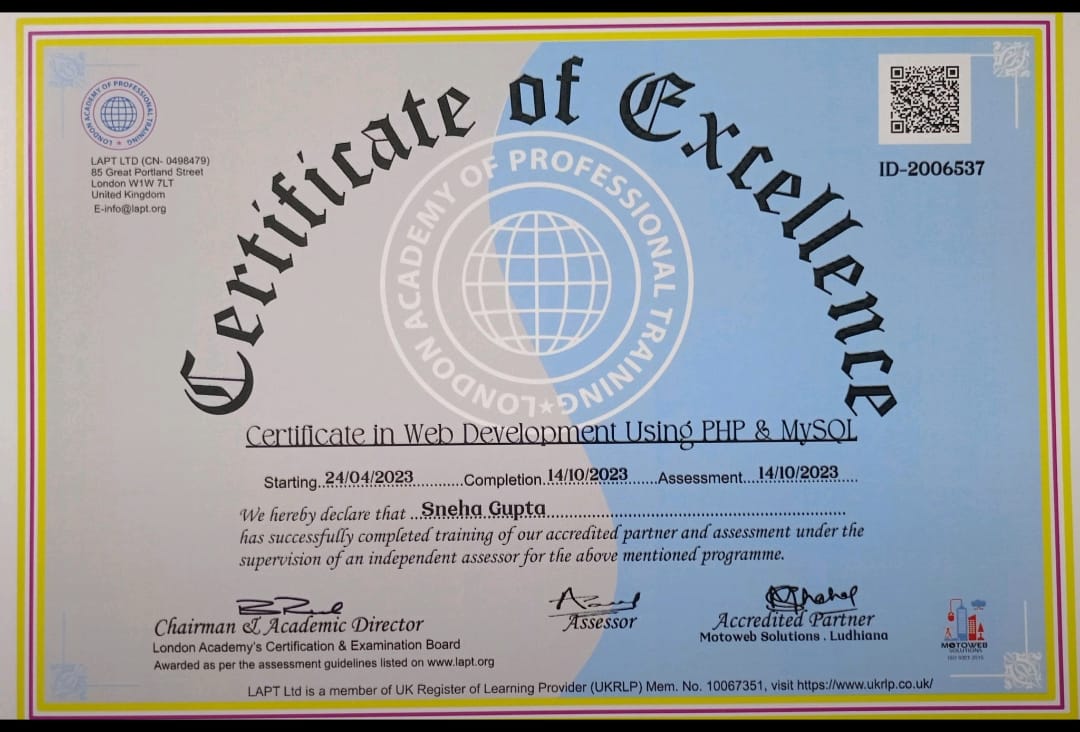 Certificate of Excellence
LONDON ACADEMY OF PROFESSIONAL TRAINING
LAPT LTD (CN- 0498479)
85 Great Portland Street
London W1W 7LT
United Kingdom
E-info@lapt.org
ID-2006537
LONDON ACADEMY OF PROFESSIONAL TRAINING
Certificate in Web Development Using PHP & MySQL
Starting..24/04/2023..........Completion.14/10/2023......Assessment...14/10/2023....
We hereby declare that ..Sneha Gupta..........
has successfully completed training of our accredited partner and assessment under the
supervision of an independent assessor for the above mentioned programme.
Chairman & Academic Director
London Academy's Certification & Examination Board
Awarded as per the assessment guidelines listed on www.lapt.org
Assessor
Accredited Partner
Motoweb Solutions . Ludhiana
MOTOWEB
SOLUTIONS
LAPT Ltd is a member of UK Register of Learning Provider (UKRLP) Mem. No. 10067351, visit https://www.ukrlp.co.uk/